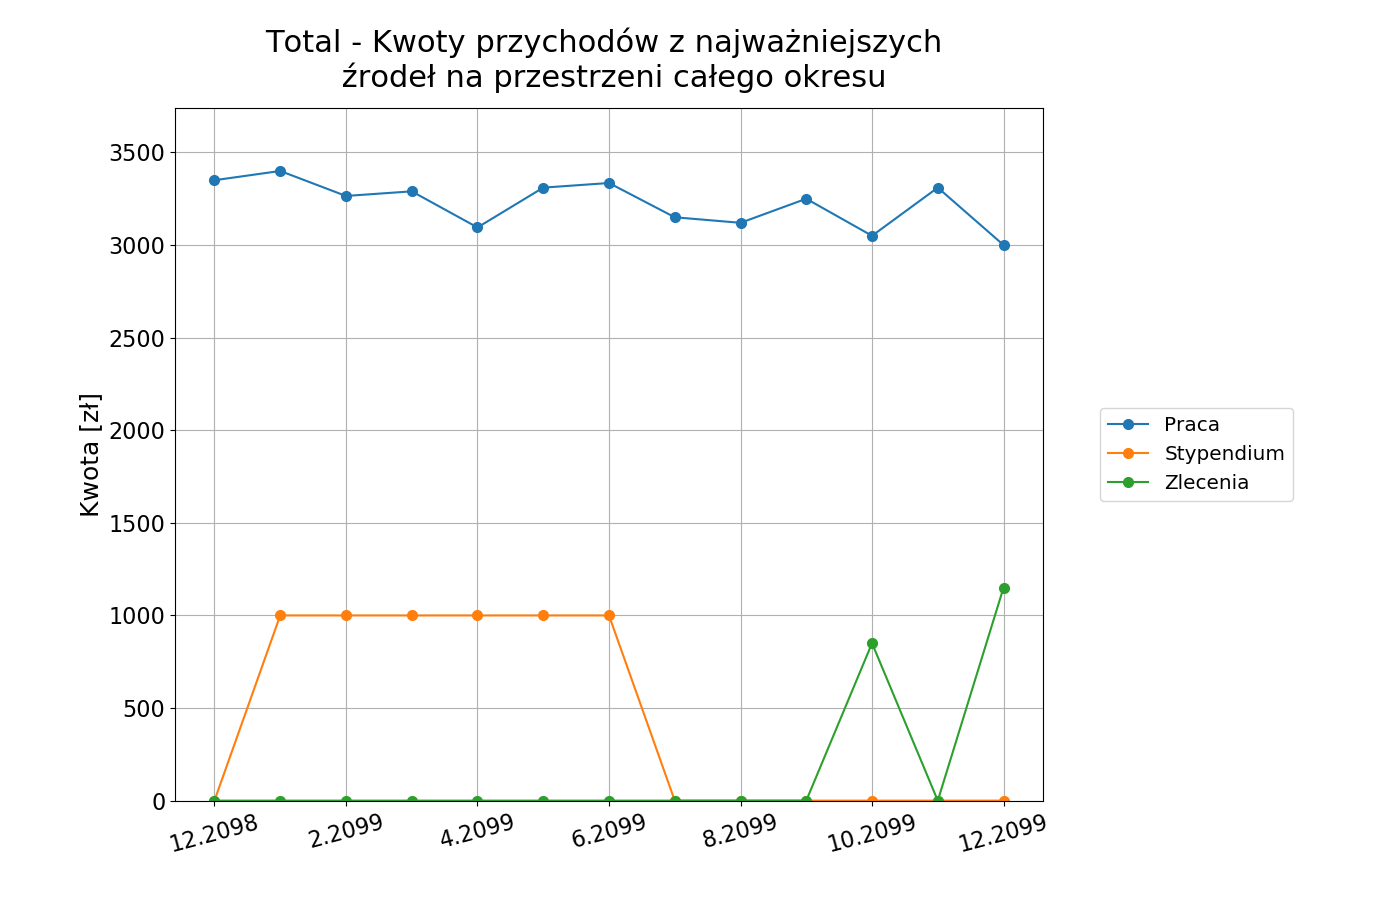 Total - Kwoty przychodów z najważniejszych
źrodeł na przestrzeni całego okresu
Kwota [zł]
3500
3000
2500
2000
1500
1000
500
0
12.2098
2.2099
4.2099
6.2099
8.2099
10.2099
12.2099
Praca
Stypendium
Zlecenia